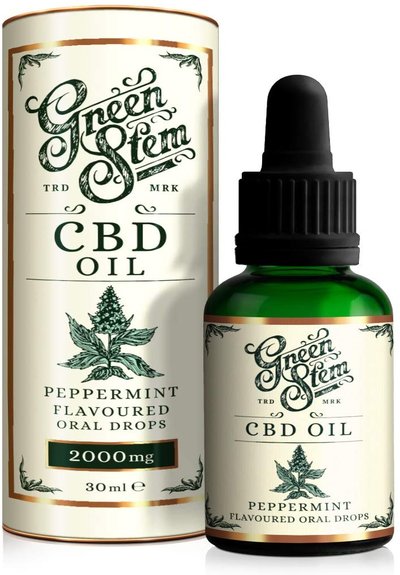 Green
Stem
TRD MRK
CBD
OIL
PEPPERMINT
FLAVOURED
ORAL DROPS
2000mg
30ml ℮
Green
Stem
TRD MRK
CBD OIL
PEPPERMINT
FLAVOURED ORAL DROPS